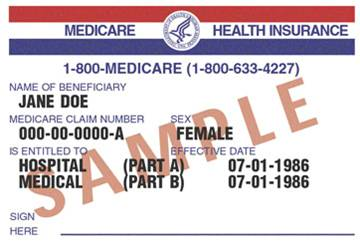 MEDICARE HEALTH INSURANCE
1-800-MEDICARE (1-800-633-4227)
NAME OF BENEFICIARY
JANE DOE
MEDICARE CLAIM NUMBER SEX
000-00-0000-A FEMALE
IS ENTITLED TO EFFECTIVE DATE
HOSPITAL (PART A) 07-01-1986
MEDICAL (PART B) 07-01-1986
SIGN
HERE
SAMPLE